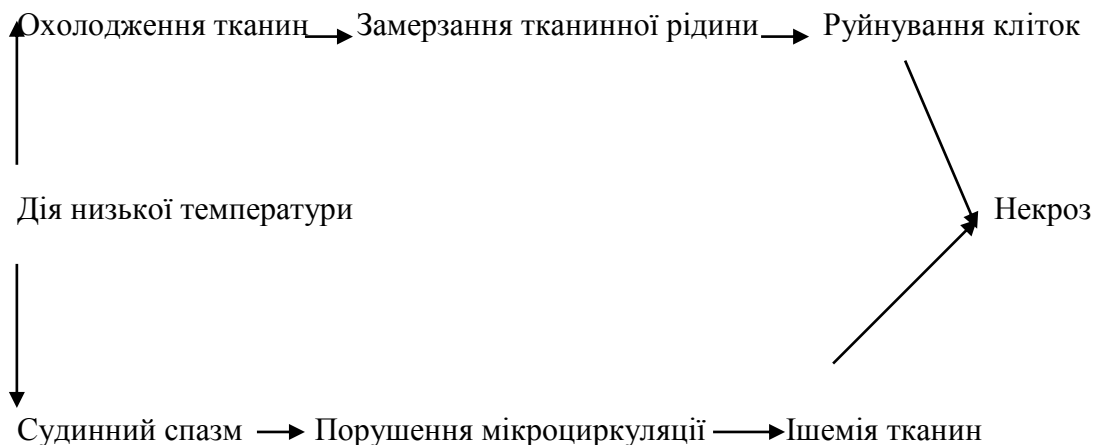 Охолодження тканин Замерзання тканинної рідини Руйнування кліток
Дія низької температури Некроз
Судинний спазм Порушення мікроциркуляції Ішемія тканин